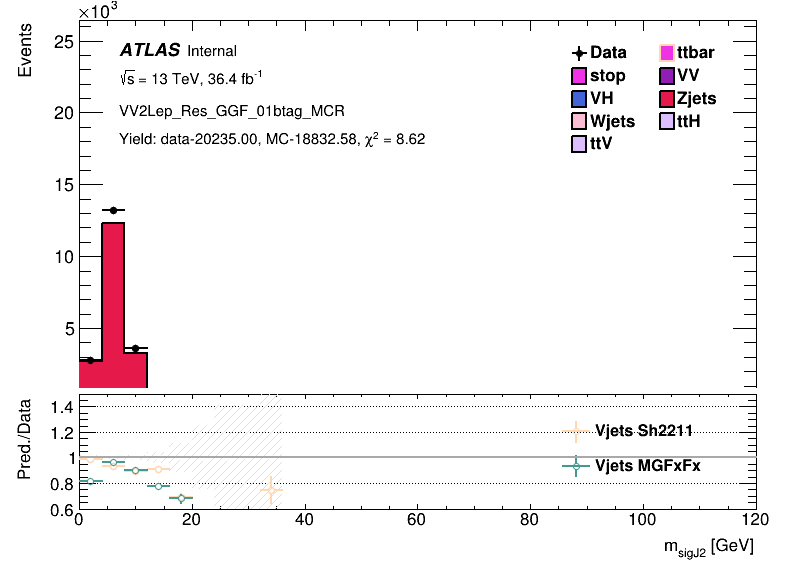 ×10³
Events
25
20
15
10
5
ATLAS Internal
√s = 13 TeV, 36.4 fb⁻¹
VV2Lep_Res_GGF_01btag_MCR
Yield: data-20235.00, MC-18832.58, χ² = 8.62
Data
ttbar
stop
VV
VH
Zjets
Wjets
ttH
ttV
Pred./Data
1.4
1.2
1
0.8
0.6
Vjets Sh2211
Vjets MGFxFx
0 20 40 60 80 100 120
m_sigJ2 [GeV]